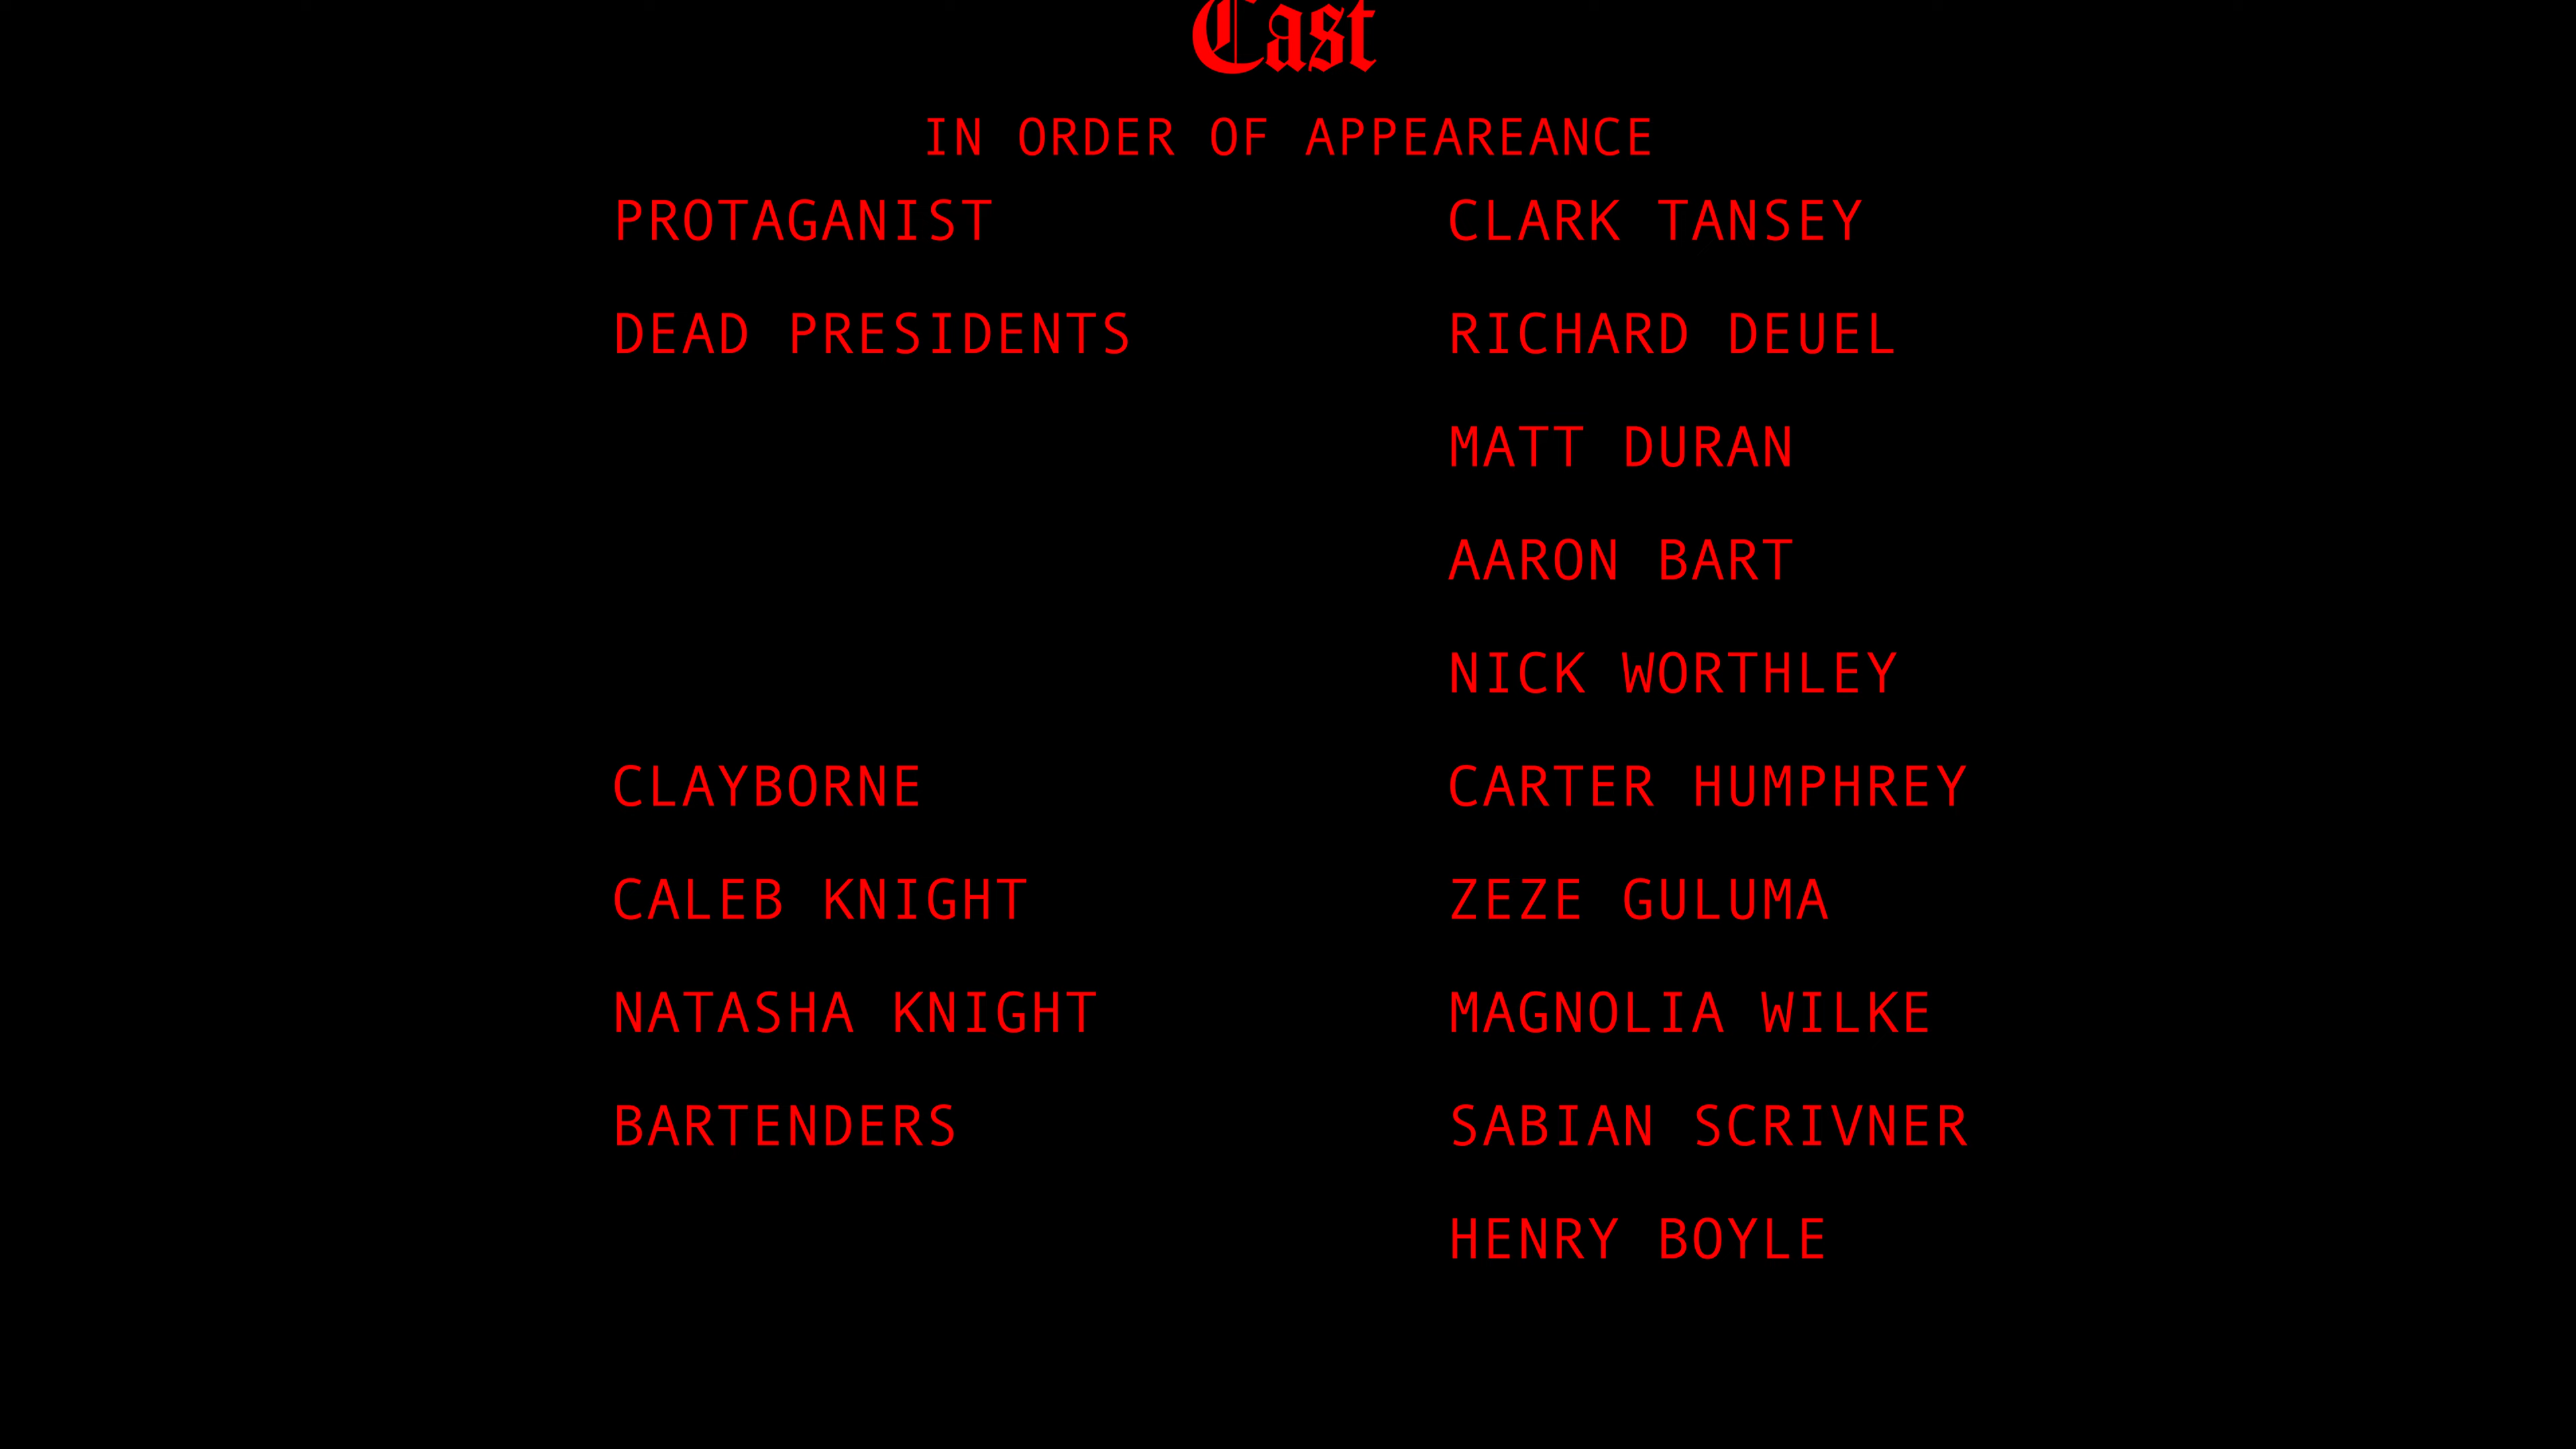 Cast
IN ORDER OF APPEAREANCE
PROTAGANIST CLARK TANSEY
DEAD PRESIDENTS RICHARD DEUEL
MATT DURAN
AARON BART
NICK WORTHLEY
CLAYBORNE CARTER HUMPHREY
CALEB KNIGHT ZEZE GULUMA
NATASHA KNIGHT MAGNOLIA WILKE
BARTENDERS SABIAN SCRIVNER
HENRY BOYLE